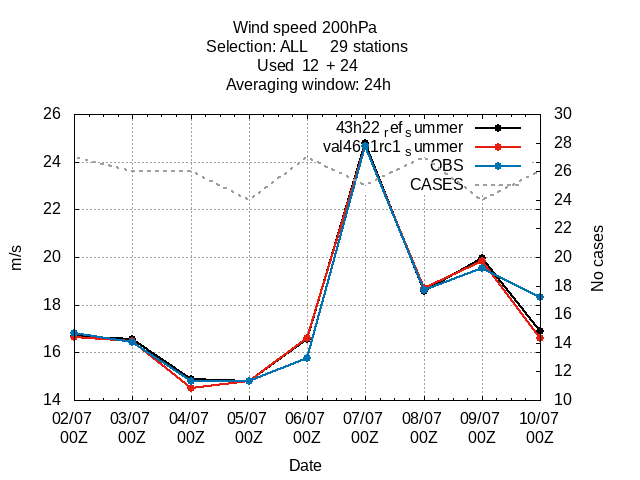 Wind speed 200hPa
Selection: ALL 29 stations
Used 12 + 24
Averaging window: 24h
43h22 ref summer
summer
OBS
CASES
26
24
22
20
18
16
14
m/s
30
28
26
24
22
20
18
16
14
12
10
No cases
02/07 03/07 04/07 05/07 06/07 07/07 08/07 09/07 10/07
00Z 00Z 00Z 00Z 00Z 00Z 00Z 00Z 00Z
Date